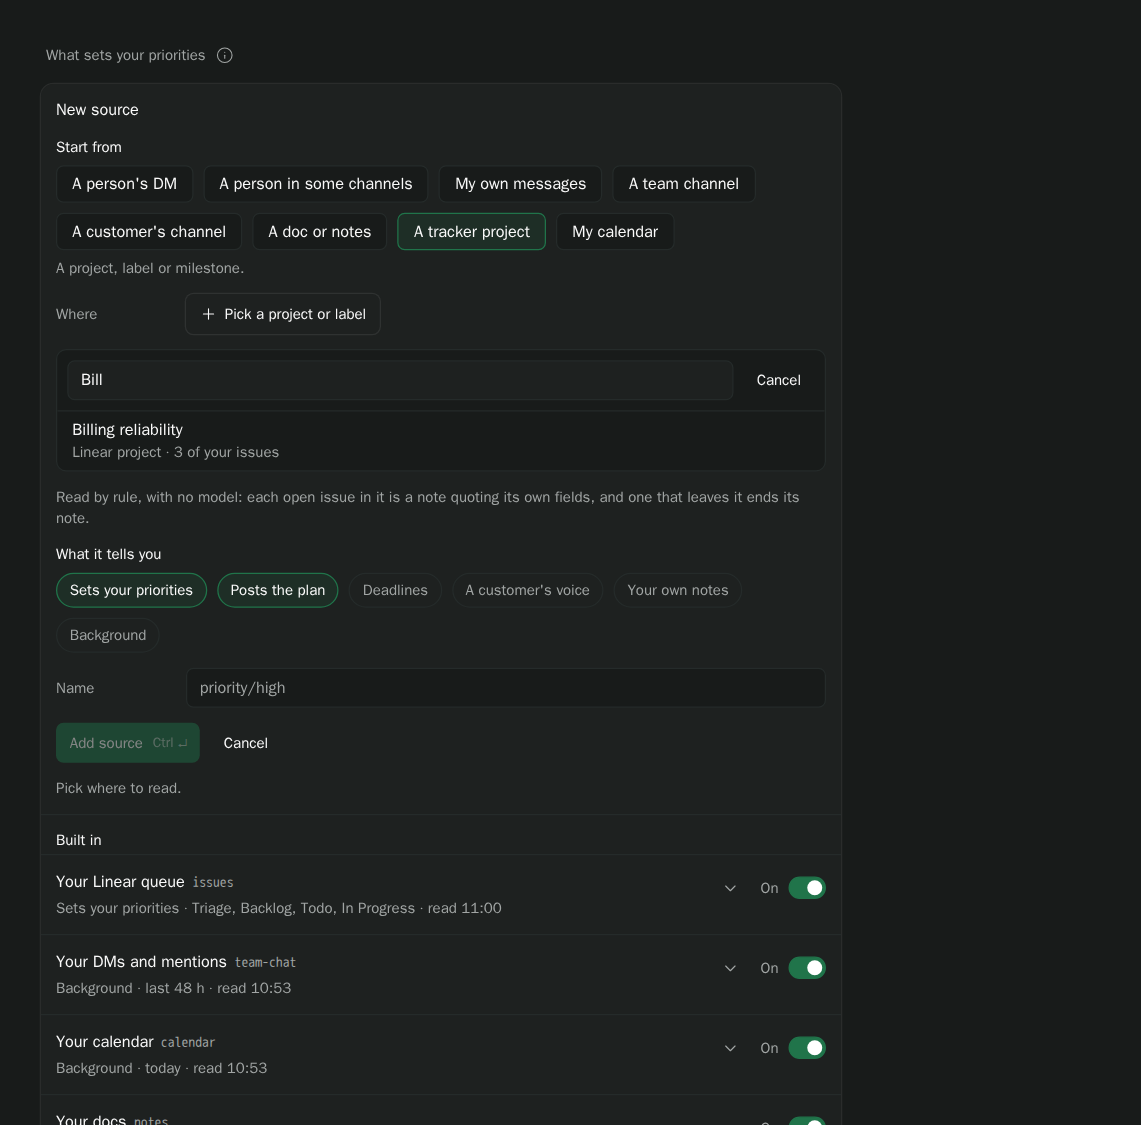 What sets your priorities
New source
Start from
A person's DM
A person in some channels
My own messages
A team channel
A customer's channel
A doc or notes
A tracker project
My calendar
A project, label or milestone.
Where
+ Pick a project or label
Bill
Cancel
Billing reliability
Linear project · 3 of your issues
Read by rule, with no model: each open issue in it is a note quoting its own fields, and one that leaves it ends its
note.
What it tells you
Sets your priorities
Posts the plan
Deadlines
A customer's voice
Your own notes
Background
Name
priority/high
Add source Ctrl ↵
Cancel
Pick where to read.
Built in
Your Linear queue issues
On
Sets your priorities · Triage, Backlog, Todo, In Progress · read 11:00
Your DMs and mentions team-chat
On
Background · last 48 h · read 10:53
Your calendar calendar
On
Background · today · read 10:53
Your docs notes